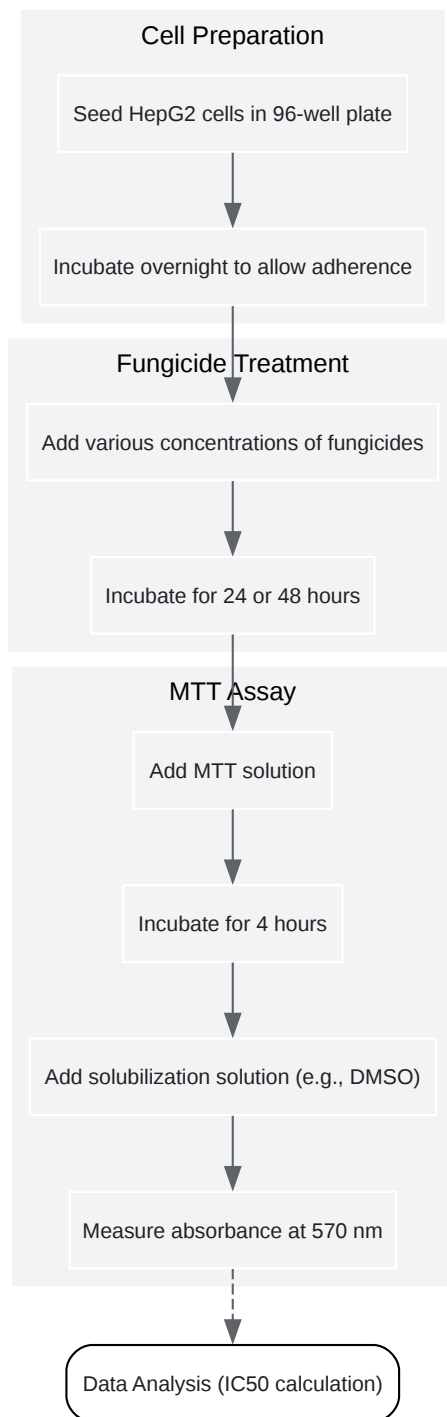 Cell Preparation
Seed HepG2 cells in 96-well plate
Incubate overnight to allow adherence
Fungicide Treatment
Add various concentrations of fungicides
Incubate for 24 or 48 hours
MTT Assay
Add MTT solution
Incubate for 4 hours
Add solubilization solution (e.g., DMSO)
Measure absorbance at 570 nm
Data Analysis (IC50 calculation)